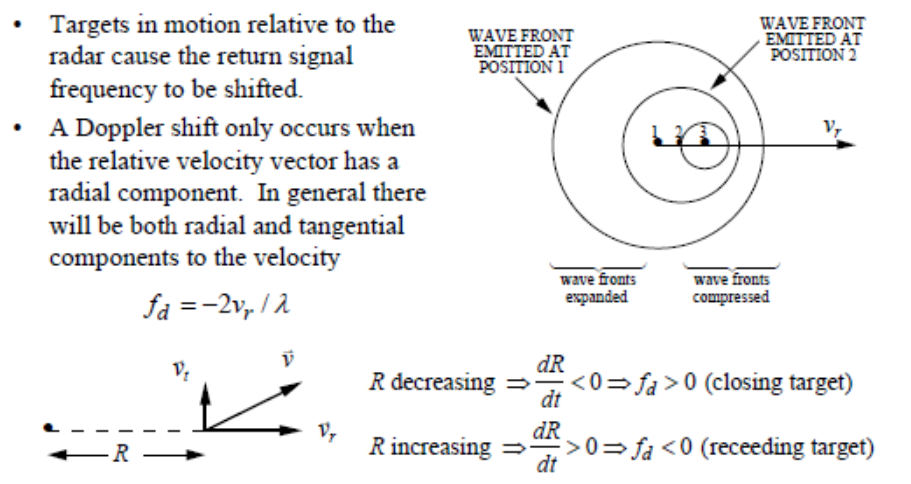 • Targets in motion relative to the
radar cause the return signal
frequency to be shifted.
• A Doppler shift only occurs when
the relative velocity vector has a
radial component. In general there
will be both radial and tangential
components to the velocity
f_d = −2v_r / λ
WAVE FRONT
EMITTED AT
POSITION 1
WAVE FRONT
EMITTED AT
POSITION 2
1 2 3
v_r
wave fronts
expanded
wave fronts
compressed
v⃗_t
v⃗
v⃗_r
R
R decreasing ⇒ dR/dt < 0 ⇒ f_d > 0 (closing target)
R increasing ⇒ dR/dt > 0 ⇒ f_d < 0 (receeding target)